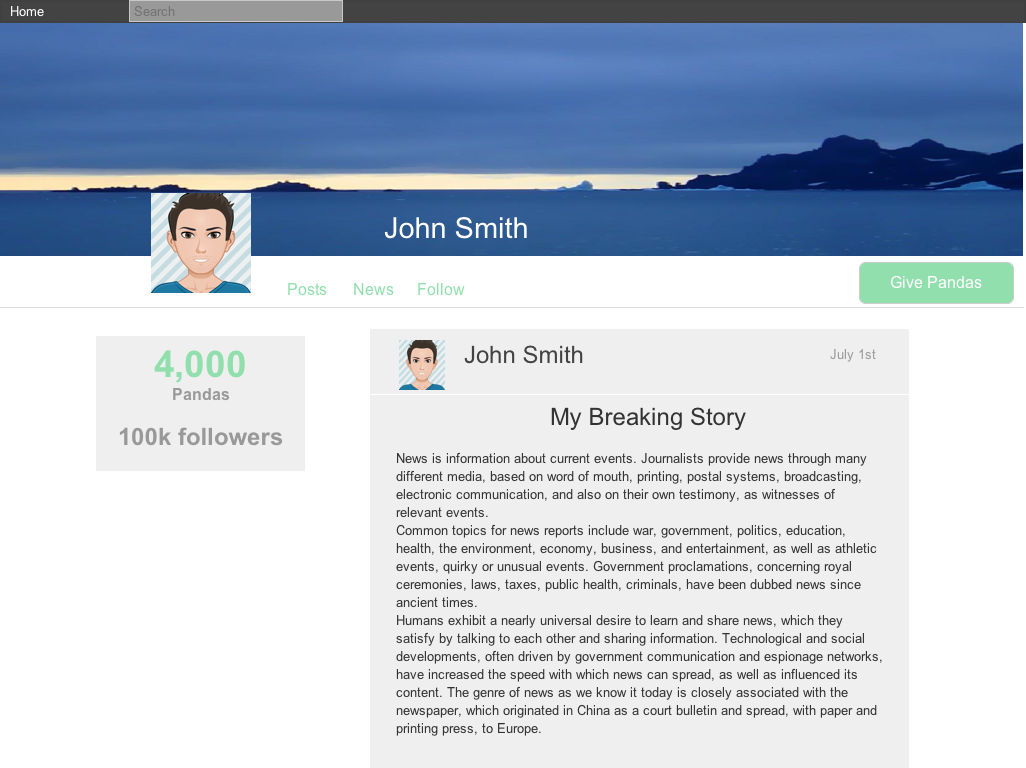 Home
Search
John Smith
Posts
News
Follow
Give Pandas
4,000
Pandas
100k followers
John Smith
July 1st
My Breaking Story
News is information about current events. Journalists provide news through many
different media, based on word of mouth, printing, postal systems, broadcasting,
electronic communication, and also on their own testimony, as witnesses of
relevant events.
Common topics for news reports include war, government, politics, education,
health, the environment, economy, business, and entertainment, as well as athletic
events, quirky or unusual events. Government proclamations, concerning royal
ceremonies, laws, taxes, public health, criminals, have been dubbed news since
ancient times.
Humans exhibit a nearly universal desire to learn and share news, which they
satisfy by talking to each other and sharing information. Technological and social
developments, often driven by government communication and espionage networks,
have increased the speed with which news can spread, as well as influenced its
content. The genre of news as we know it today is closely associated with the
newspaper, which originated in China as a court bulletin and spread, with paper and
printing press, to Europe.